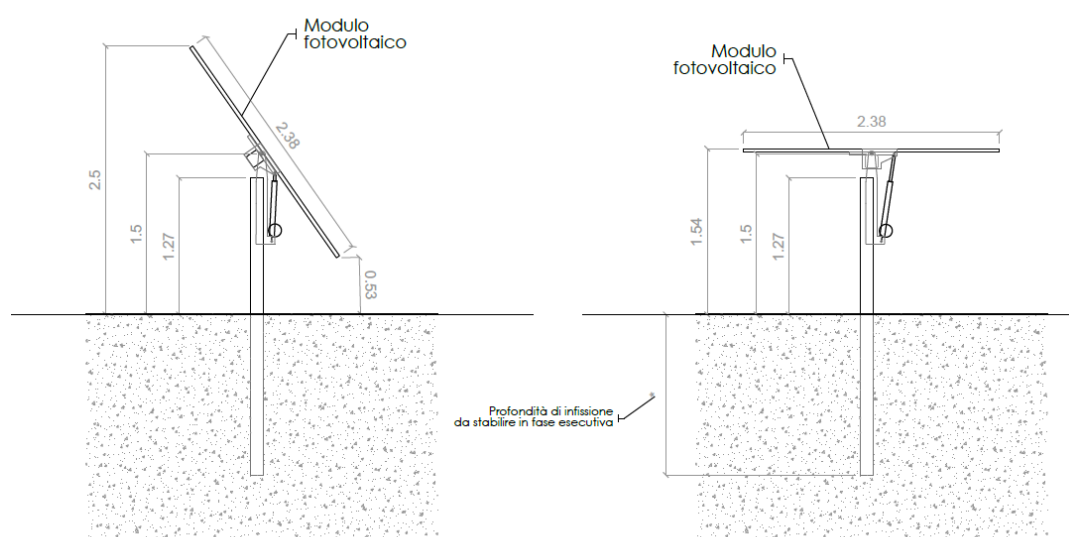 Modulo
fotovoltaico
2.38
2.5
1.5
1.27
0.53
Modulo
fotovoltaico
2.38
1.54
1.5
1.27
Profondità di infissione
da stabilire in fase esecutiva